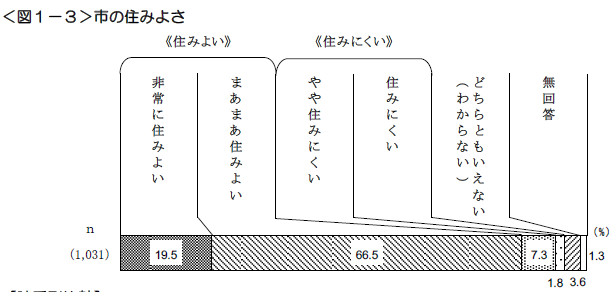 ＜図１－３＞市の住みよさ
《住みよい》
《住みにくい》
非常に住みよい
まあまあ住みよい
やや住みにくい
住みにくい
どちらともいえない
（わからない）
無回答
n
(%)
(1,031)
19.5
66.5
7.3
1.3
1.8
3.6